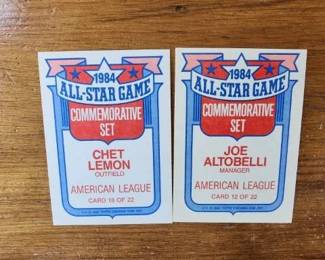 1984
ALL-STAR GAME
COMMEMORATIVE
SET
CHET
LEMON
OUTFIELD
AMERICAN LEAGUE
CARD 18 OF 22
1984
ALL-STAR GAME
COMMEMORATIVE
SET
JOE
ALTOBELLI
MANAGER
AMERICAN LEAGUE
CARD 12 OF 22